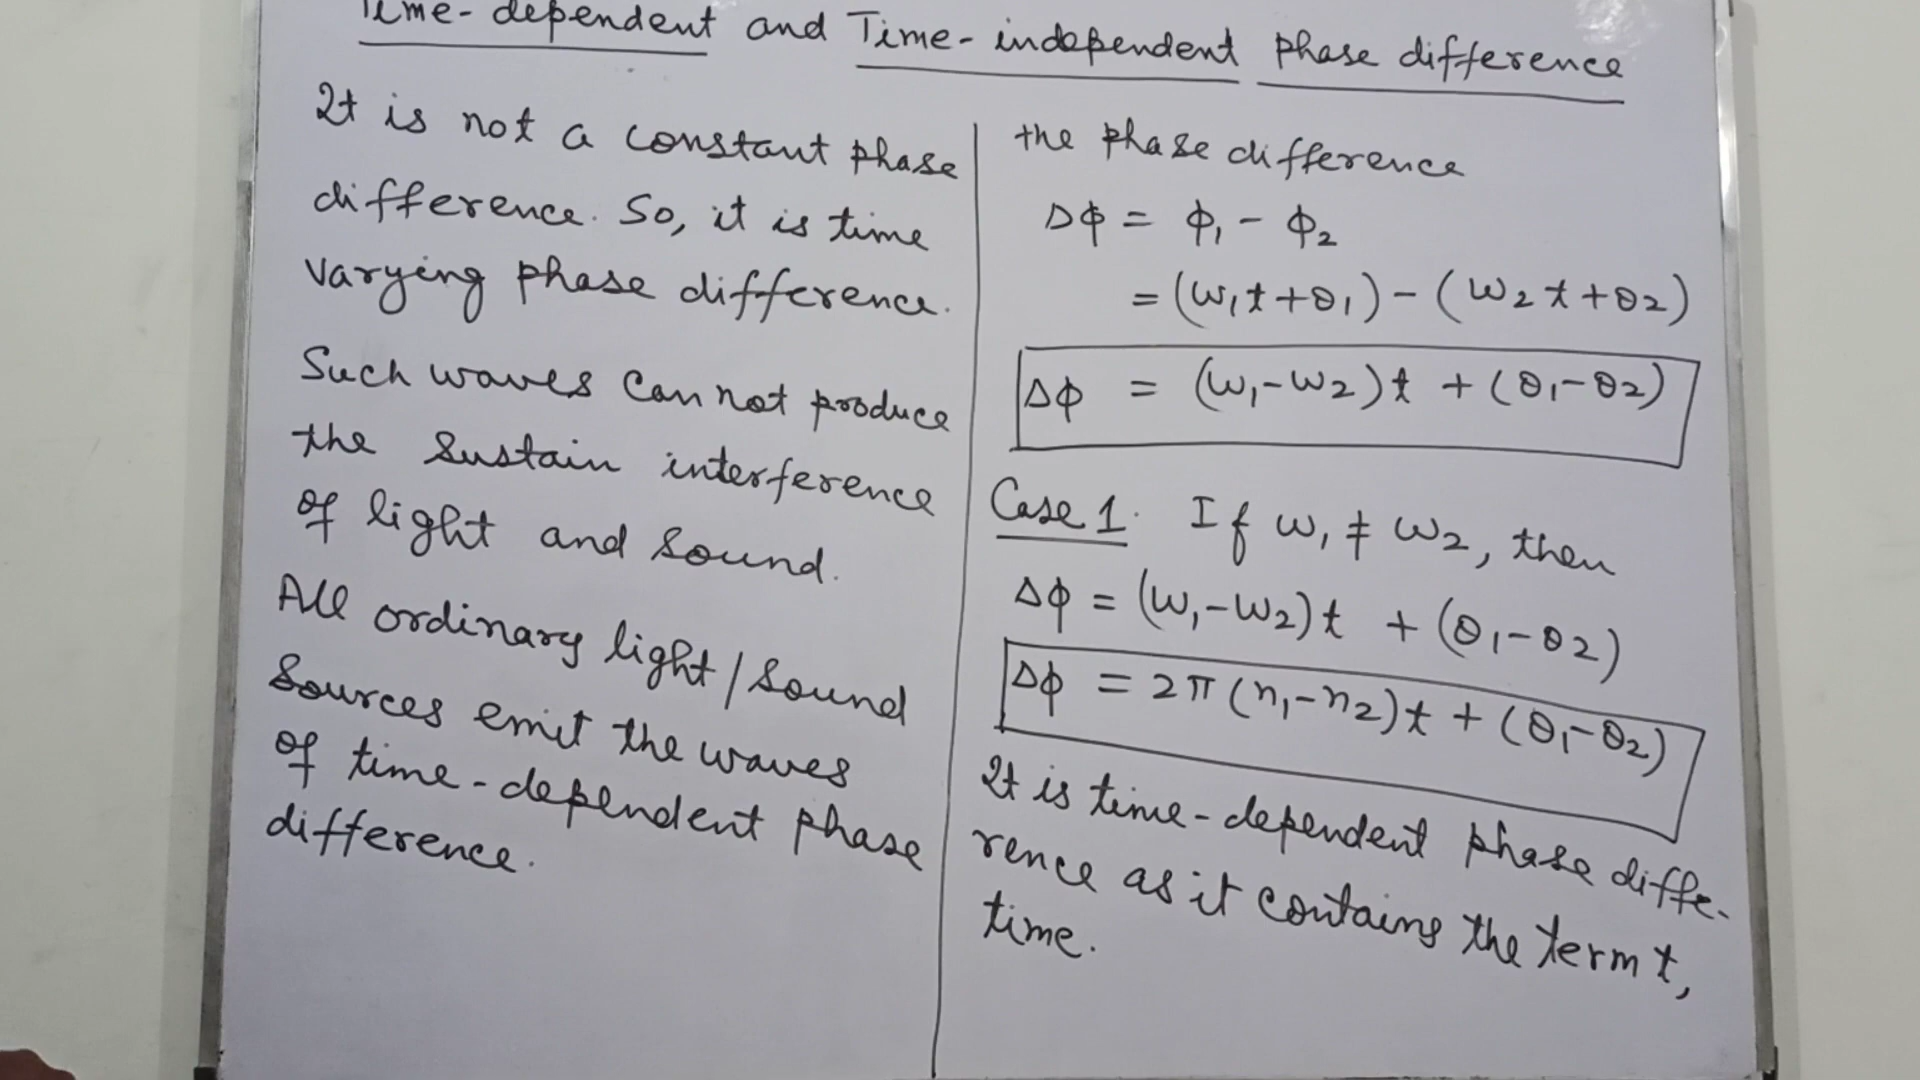 Time-dependent and Time-independent phase difference
It is not a constant phase
difference. So, it is time
varying phase difference.
Such waves can not produce
the sustain interference
of light and sound.
All ordinary light/sound
sources emit the waves
of time-dependent phase
difference.
the phase difference
Δϕ = ϕ₁ - ϕ₂
= (ω₁t+θ₁) - (ω₂t+θ₂)
Δϕ = (ω₁-ω₂)t + (θ₁-θ₂)
Case 1. If ω₁ ≠ ω₂, then
Δϕ = (ω₁-ω₂)t + (θ₁-θ₂)
Δϕ = 2π(n₁-n₂)t + (θ₁-θ₂)
It is time-dependent phase diffe-
rence as it contains the term t,
time.